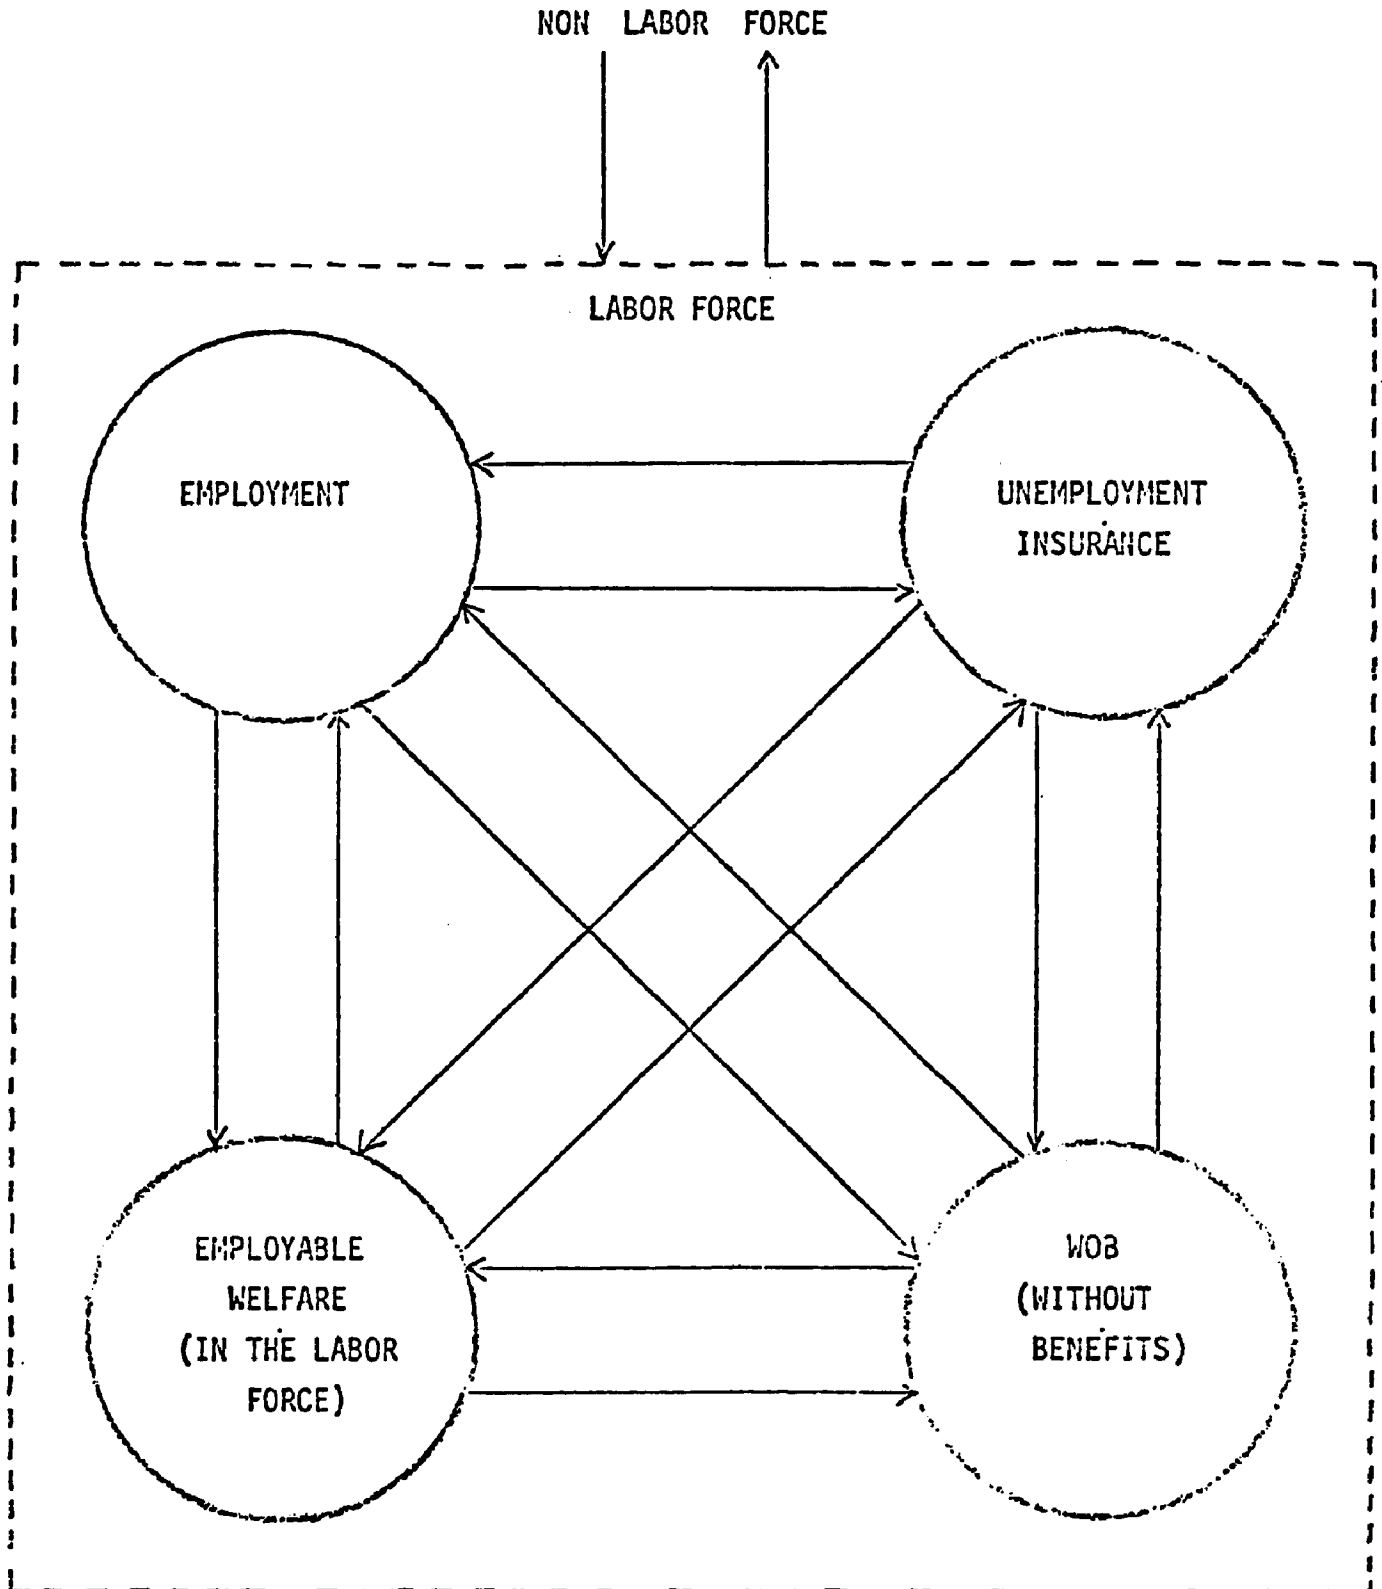 NON LABOR FORCE
LABOR FORCE
EMPLOYMENT
UNEMPLOYMENT
INSURANCE
EMPLOYABLE
WELFARE
(IN THE LABOR
FORCE)
WOB
(WITHOUT
BENEFITS)